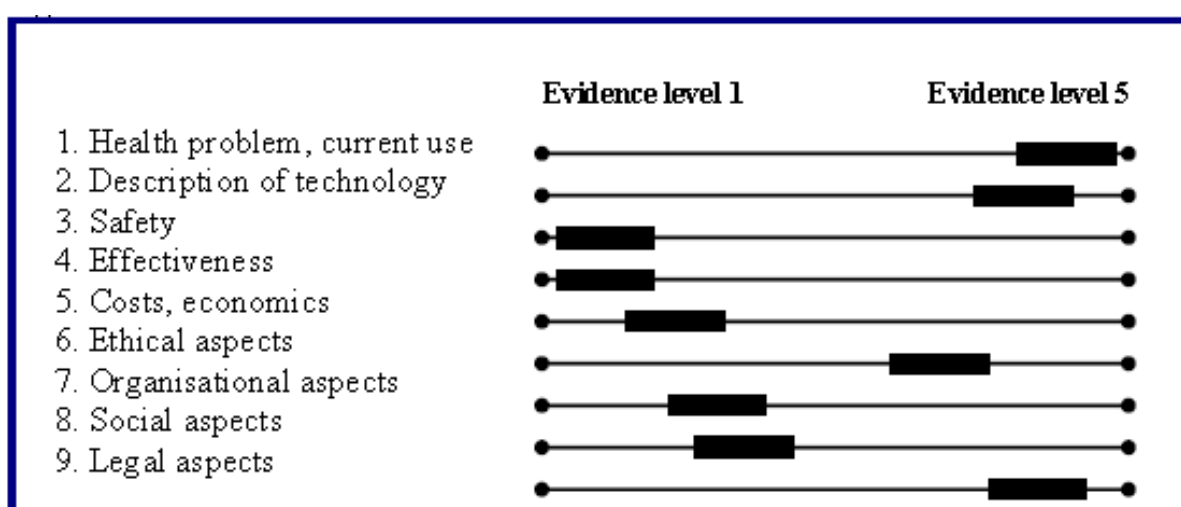 Evidence level 1 Evidence level 5
1. Health problem, current use
2. Description of technology
3. Safety
4. Effectiveness
5. Costs, economics
6. Ethical aspects
7. Organisational aspects
8. Social aspects
9. Legal aspects